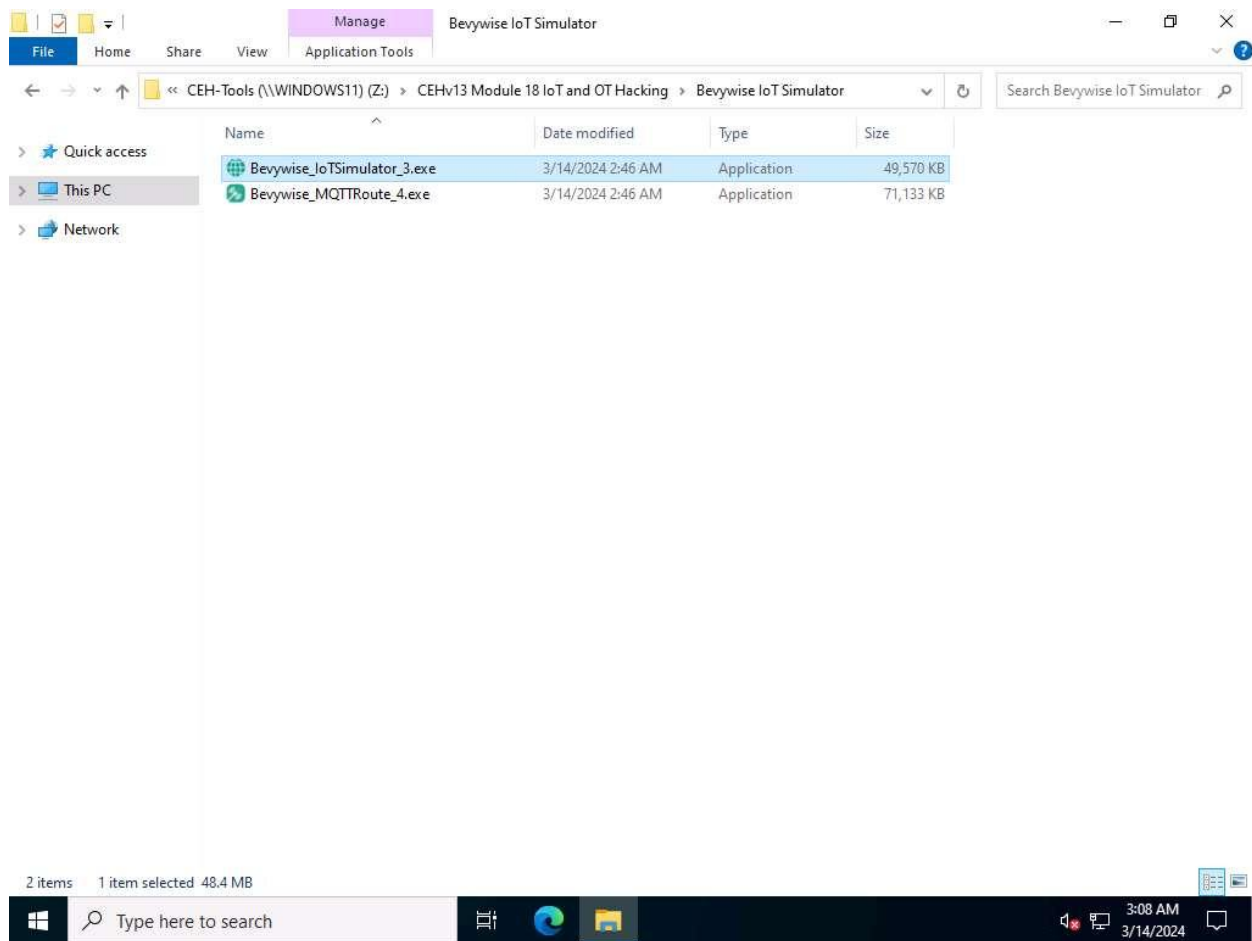 Manage
Bevywise IoT Simulator
File
Home
Share
View
Application Tools
?
« CEH-Tools (\\WINDOWS11) (Z:) > CEHv13 Module 18 IoT and OT Hacking > Bevywise IoT Simulator
Search Bevywise IoT Simulator
Name
Date modified
Type
Size
Quick access
This PC
Network
Bevywise_IoTSimulator_3.exe 3/14/2024 2:46 AM Application 49,570 KB
Bevywise_MQTTRoute_4.exe 3/14/2024 2:46 AM Application 71,133 KB
2 items 1 item selected 48.4 MB
Type here to search
3:08 AM
3/14/2024